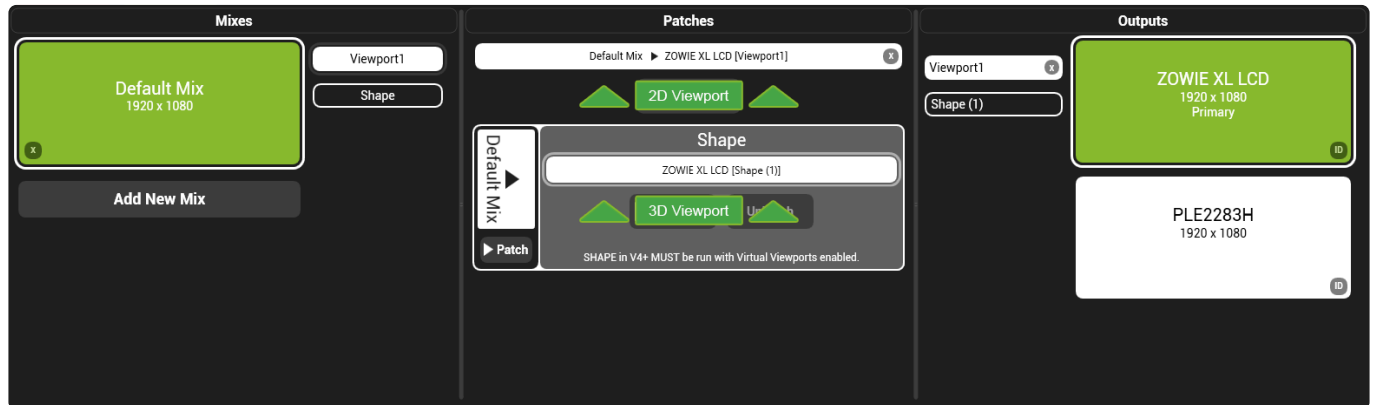 Mixes
Patches
Outputs
Default Mix
1920 x 1080
X
Viewport1
Shape
Add New Mix
Default Mix ▶ ZOWIE XL LCD [Viewport1]
X
2D Viewport
Default Mix
▶ Patch
Shape
ZOWIE XL LCD [Shape (1)]
3D Viewport
SHAPE in V4+ MUST be run with Virtual Viewports enabled.
Viewport1
X
Shape (1)
ZOWIE XL LCD
1920 x 1080
Primary
ID
PLE2283H
1920 x 1080
ID